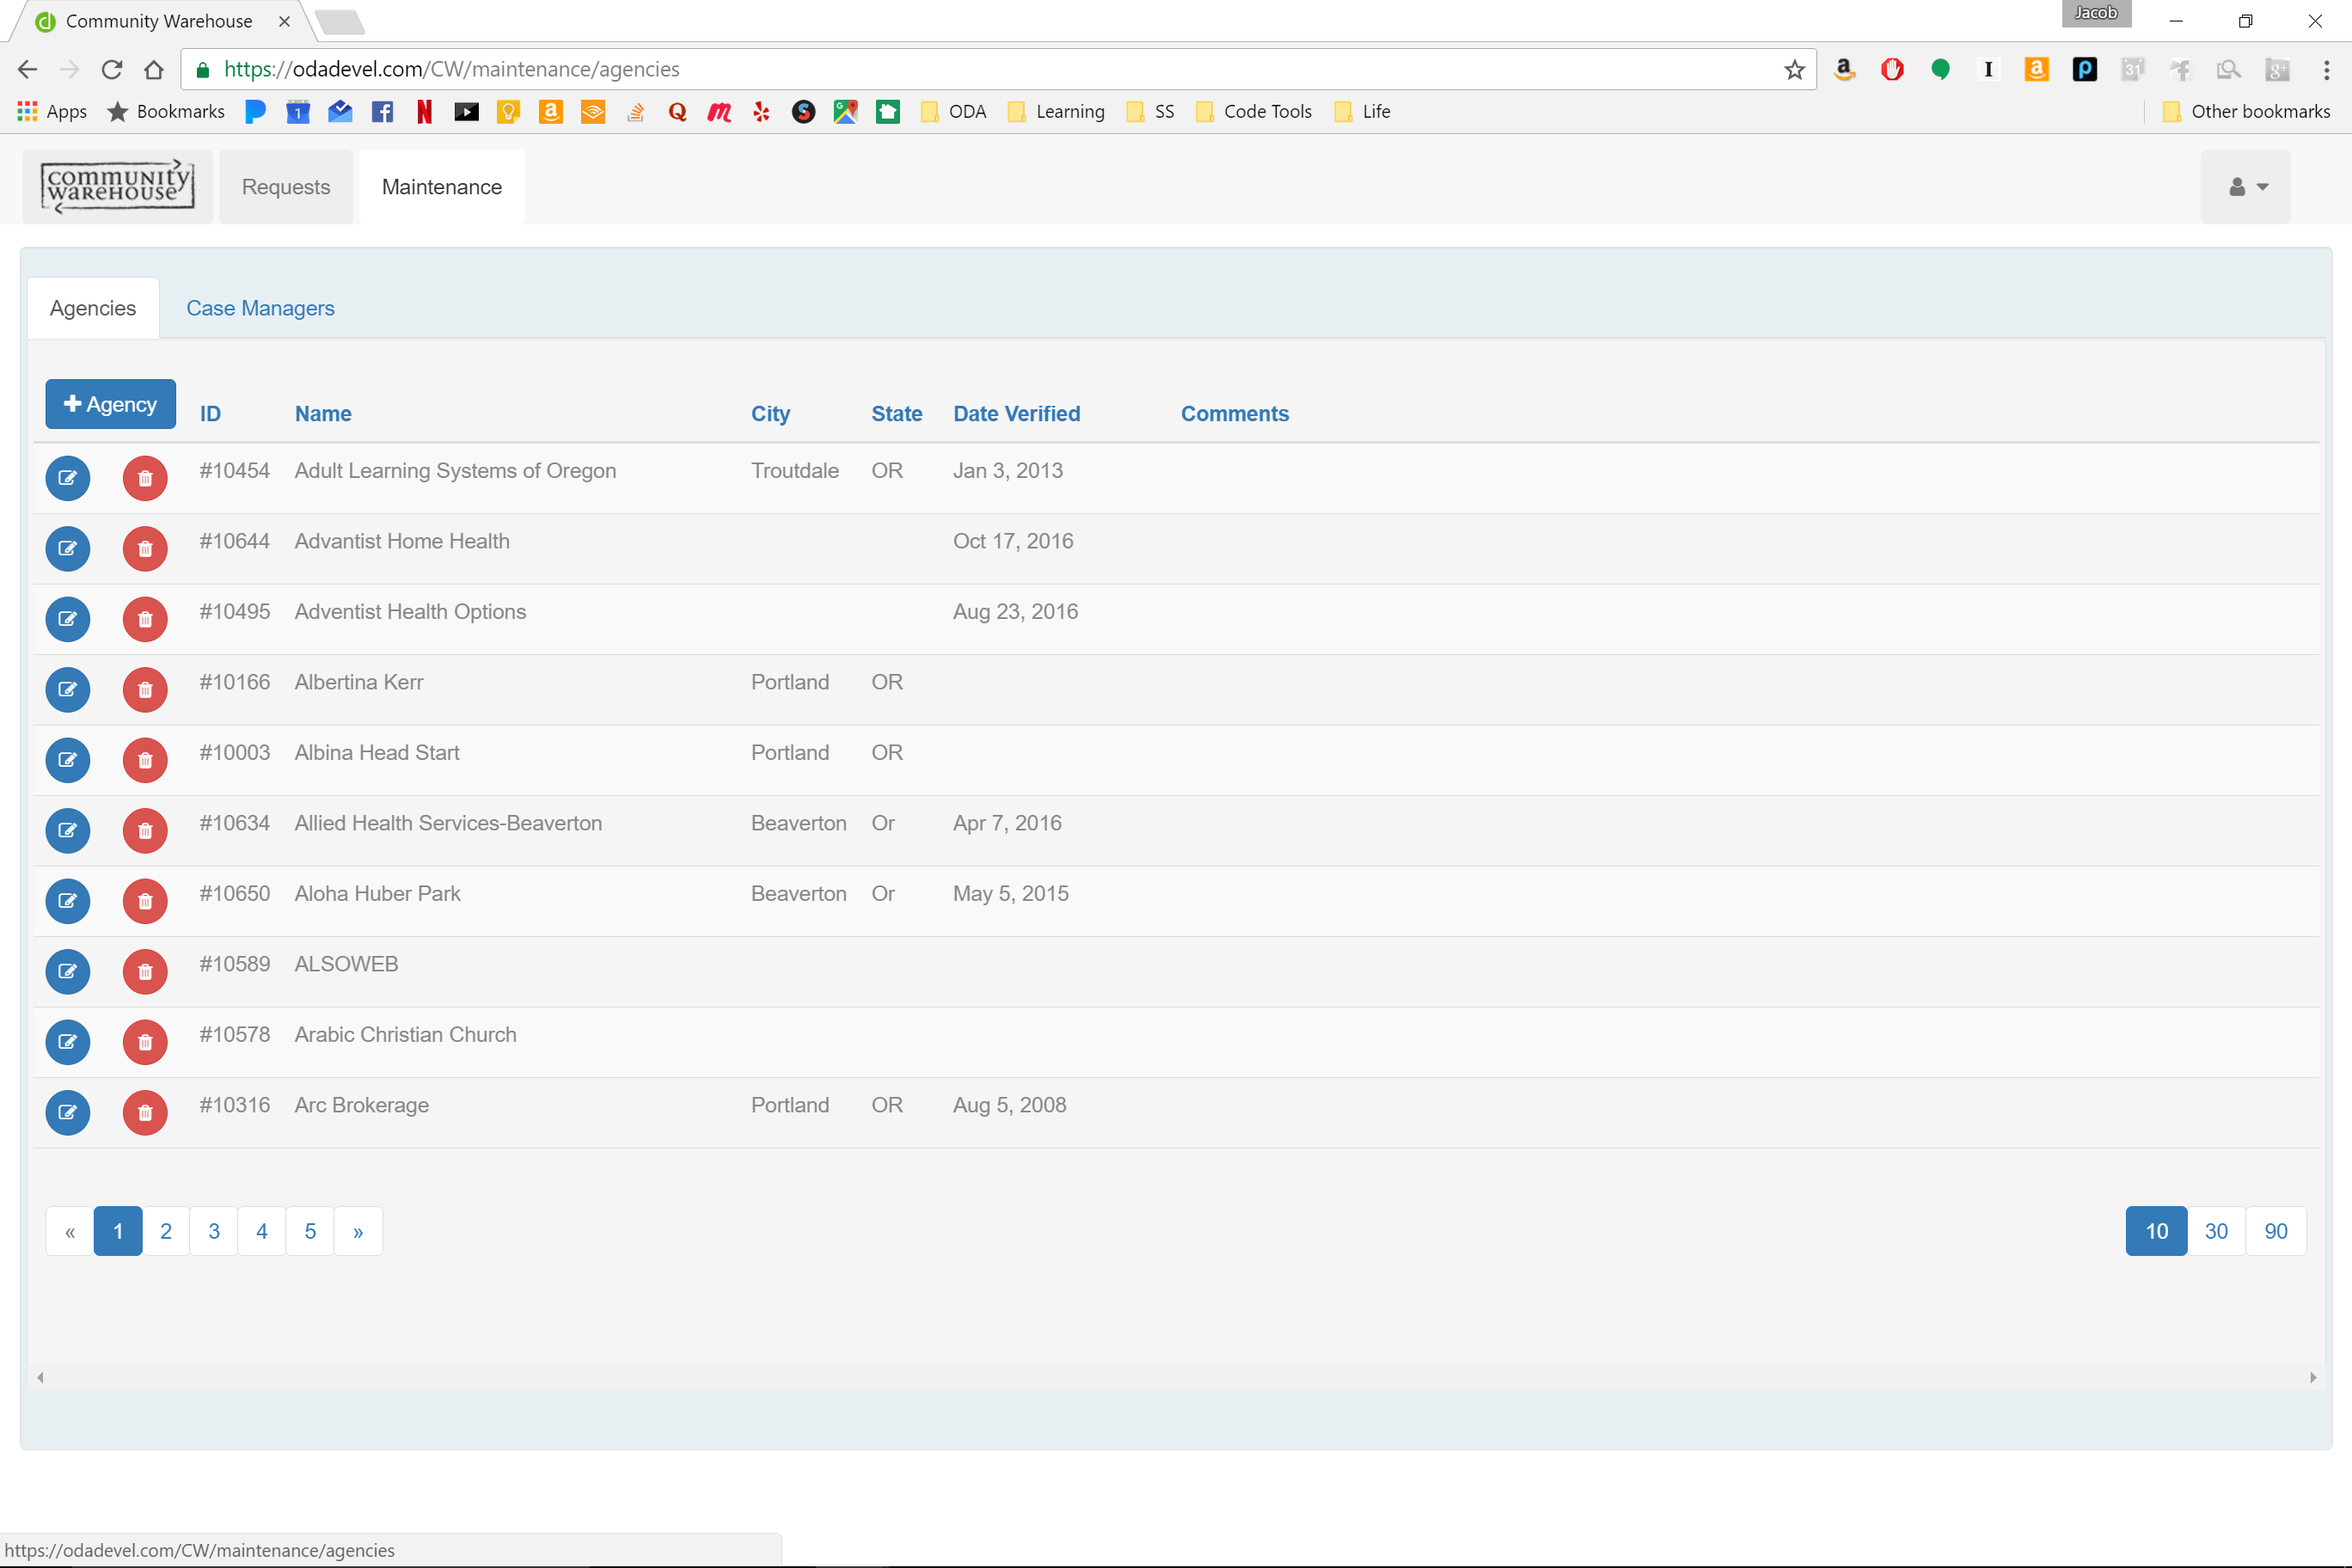 Community Warehouse
Jacob
https://odadevel.com/CW/maintenance/agencies
Apps Bookmarks ODA Learning SS Code Tools Life Other bookmarks
community
warehouse
Requests Maintenance
Agencies Case Managers
Agency ID Name City State Date Verified Comments
#10454 Adult Learning Systems of Oregon Troutdale OR Jan 3, 2013
#10644 Advantist Home Health Oct 17, 2016
#10495 Adventist Health Options Aug 23, 2016
#10166 Albertina Kerr Portland OR
#10003 Albina Head Start Portland OR
#10634 Allied Health Services-Beaverton Beaverton Or Apr 7, 2016
#10650 Aloha Huber Park Beaverton Or May 5, 2015
#10589 ALSOWEB
#10578 Arabic Christian Church
#10316 Arc Brokerage Portland OR Aug 5, 2008
« 1 2 3 4 5 » 10 30 90
https://odadevel.com/CW/maintenance/agencies